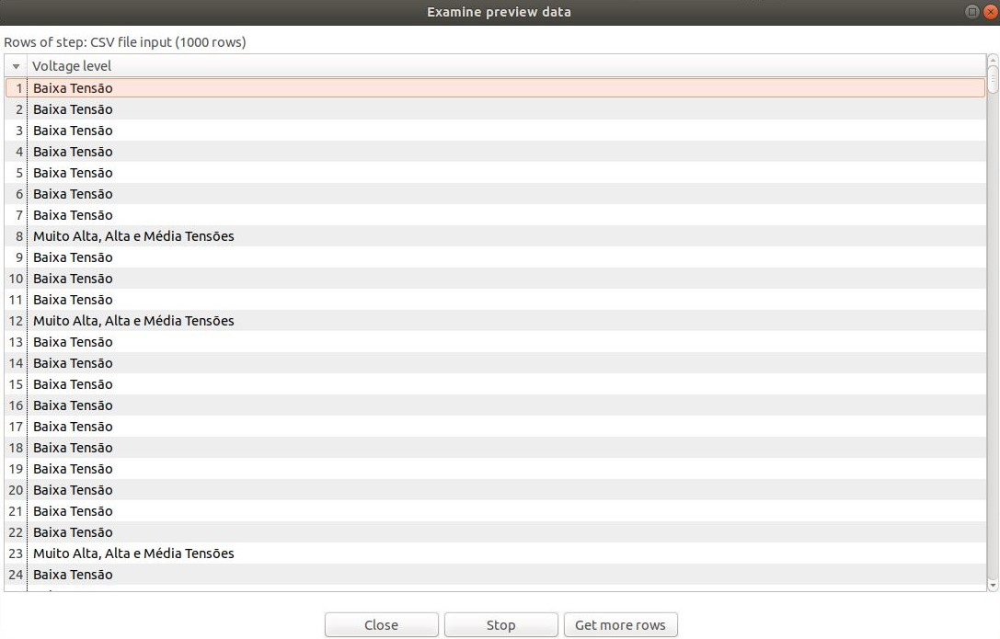 Examine preview data
Rows of step: CSV file input (1000 rows)
Voltage level
1 Baixa Tensão
2 Baixa Tensão
3 Baixa Tensão
4 Baixa Tensão
5 Baixa Tensão
6 Baixa Tensão
7 Baixa Tensão
8 Muito Alta, Alta e Média Tensões
9 Baixa Tensão
10 Baixa Tensão
11 Baixa Tensão
12 Muito Alta, Alta e Média Tensões
13 Baixa Tensão
14 Baixa Tensão
15 Baixa Tensão
16 Baixa Tensão
17 Baixa Tensão
18 Baixa Tensão
19 Baixa Tensão
20 Baixa Tensão
21 Baixa Tensão
22 Baixa Tensão
23 Muito Alta, Alta e Média Tensões
24 Baixa Tensão
Close Stop Get more rows